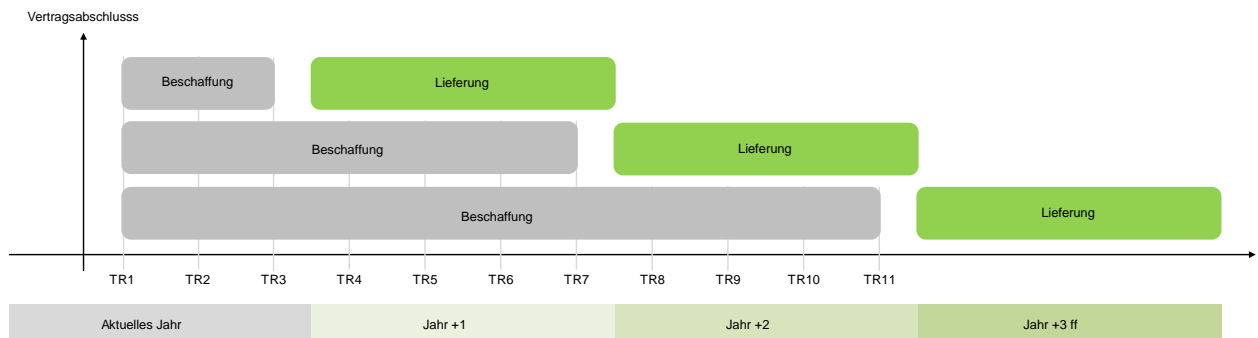 Vertragsabschlusss
Beschaffung
Lieferung
Beschaffung
Lieferung
Beschaffung
Lieferung
TR1
TR2
TR3
TR4
TR5
TR6
TR7
TR8
TR9
TR10
TR11
Aktuelles Jahr
Jahr +1
Jahr +2
Jahr +3 ff